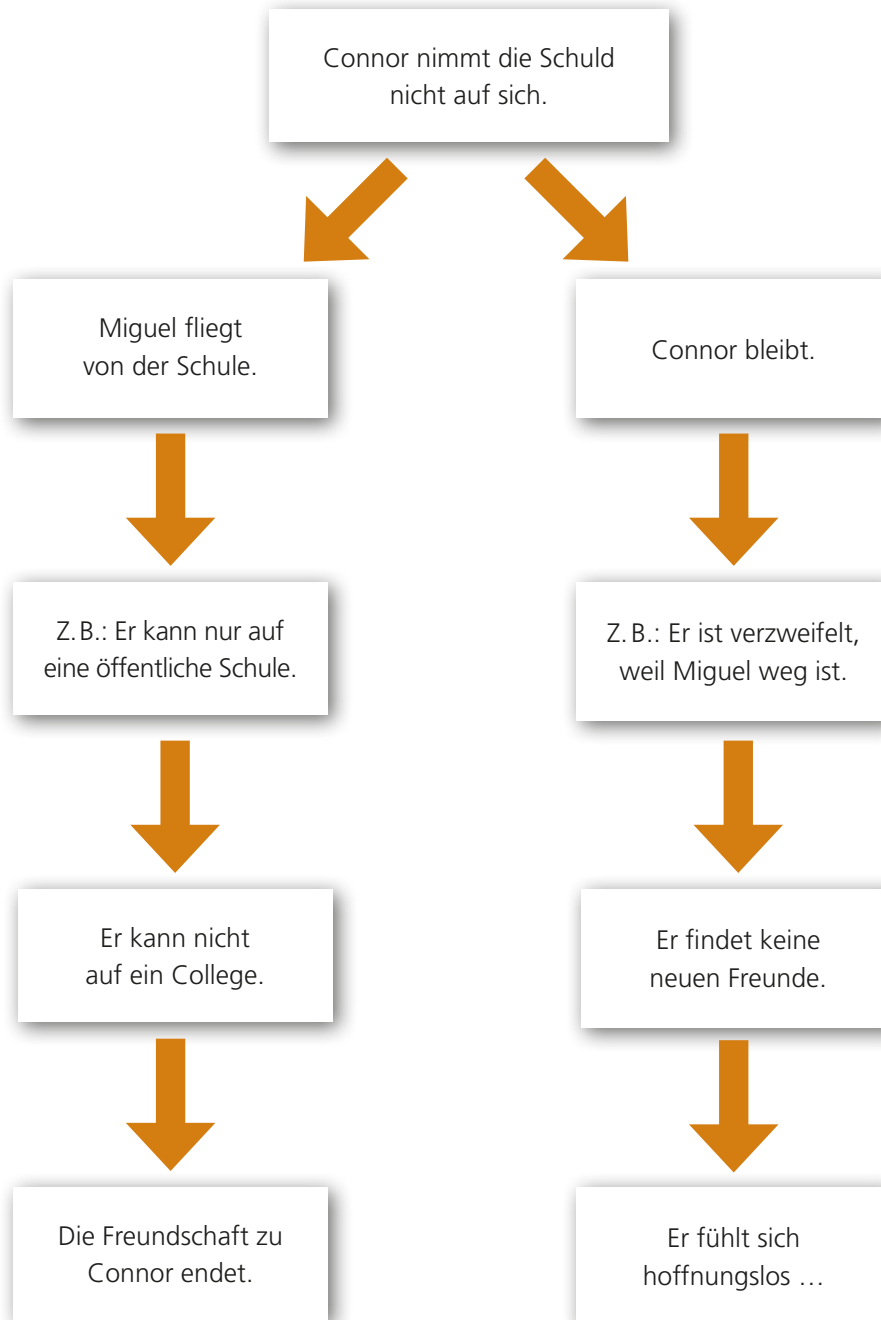 Connor nimmt die Schuld
nicht auf sich.
Miguel fliegt
von der Schule.
Connor bleibt.
Z. B.: Er kann nur auf
eine öffentliche Schule.
Z. B.: Er ist verzweifelt,
weil Miguel weg ist.
Er kann nicht
auf ein College.
Er findet keine
neuen Freunde.
Die Freundschaft zu
Connor endet.
Er fühlt sich
hoffnungslos …